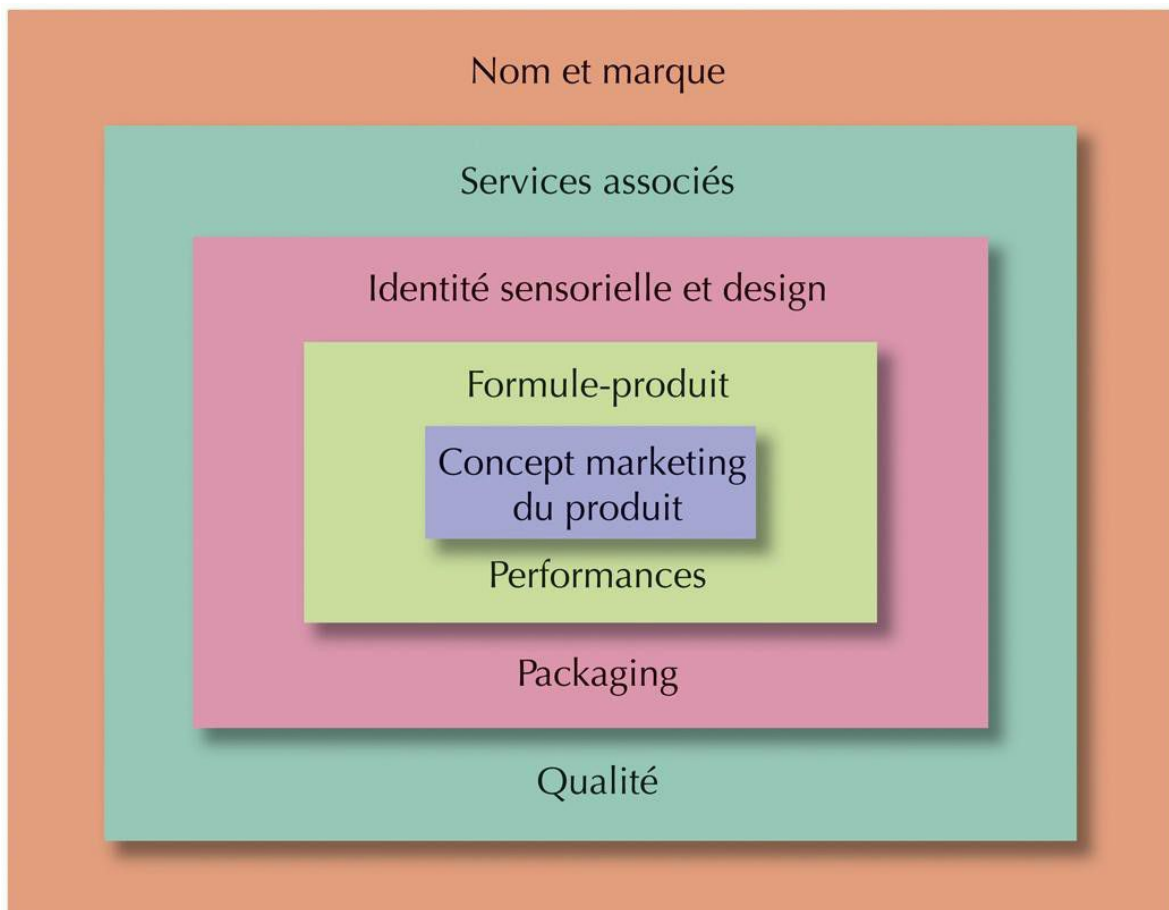 Nom et marque
Services associés
Identité sensorielle et design
Formule-produit
Concept marketing
du produit
Performances
Packaging
Qualité